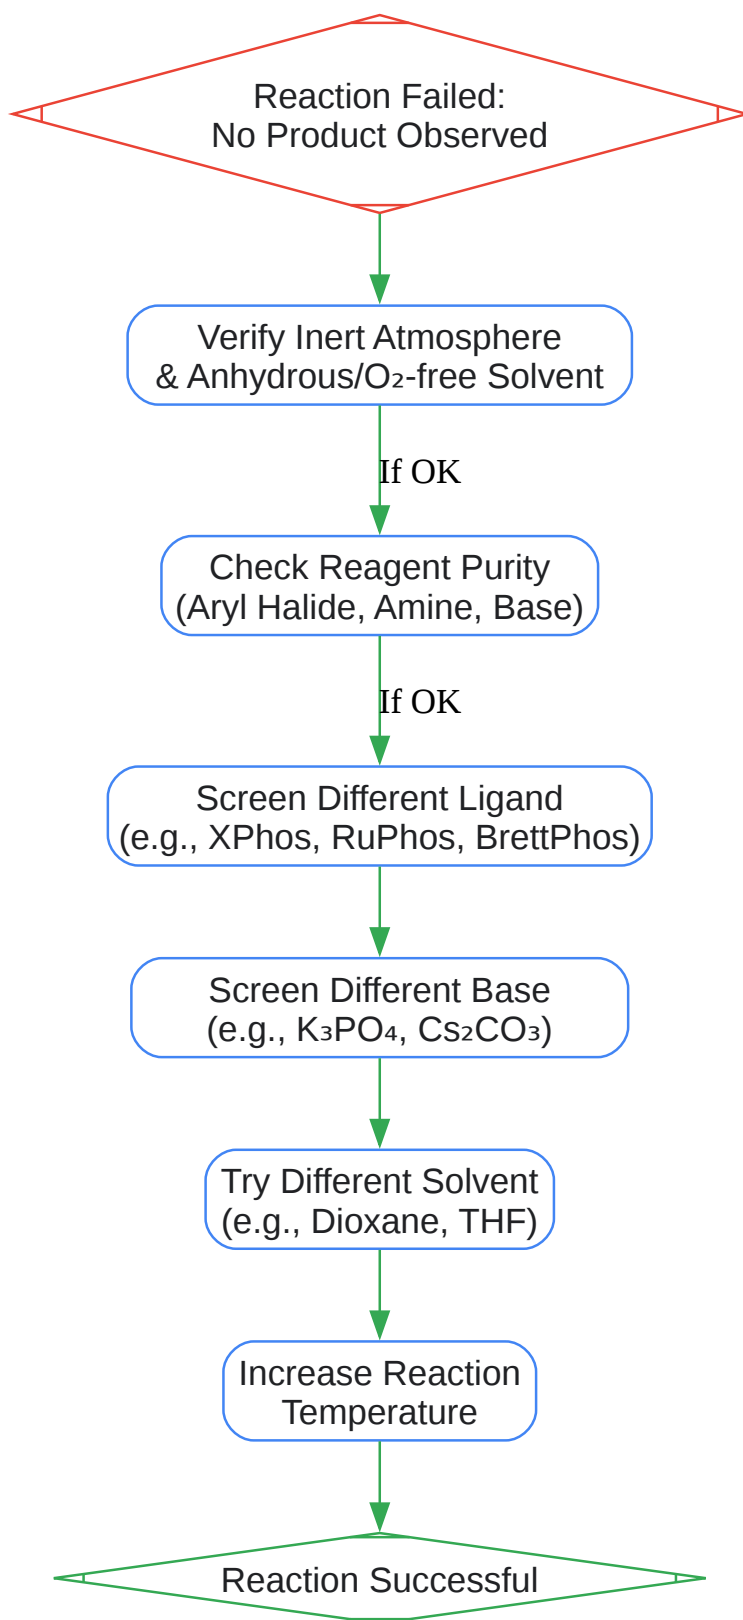 Reaction Failed:
No Product Observed
Verify Inert Atmosphere
& Anhydrous/O₂-free Solvent
If OK
Check Reagent Purity
(Aryl Halide, Amine, Base)
If OK
Screen Different Ligand
(e.g., XPhos, RuPhos, BrettPhos)
Screen Different Base
(e.g., K₃PO₄, Cs₂CO₃)
Try Different Solvent
(e.g., Dioxane, THF)
Increase Reaction
Temperature
Reaction Successful